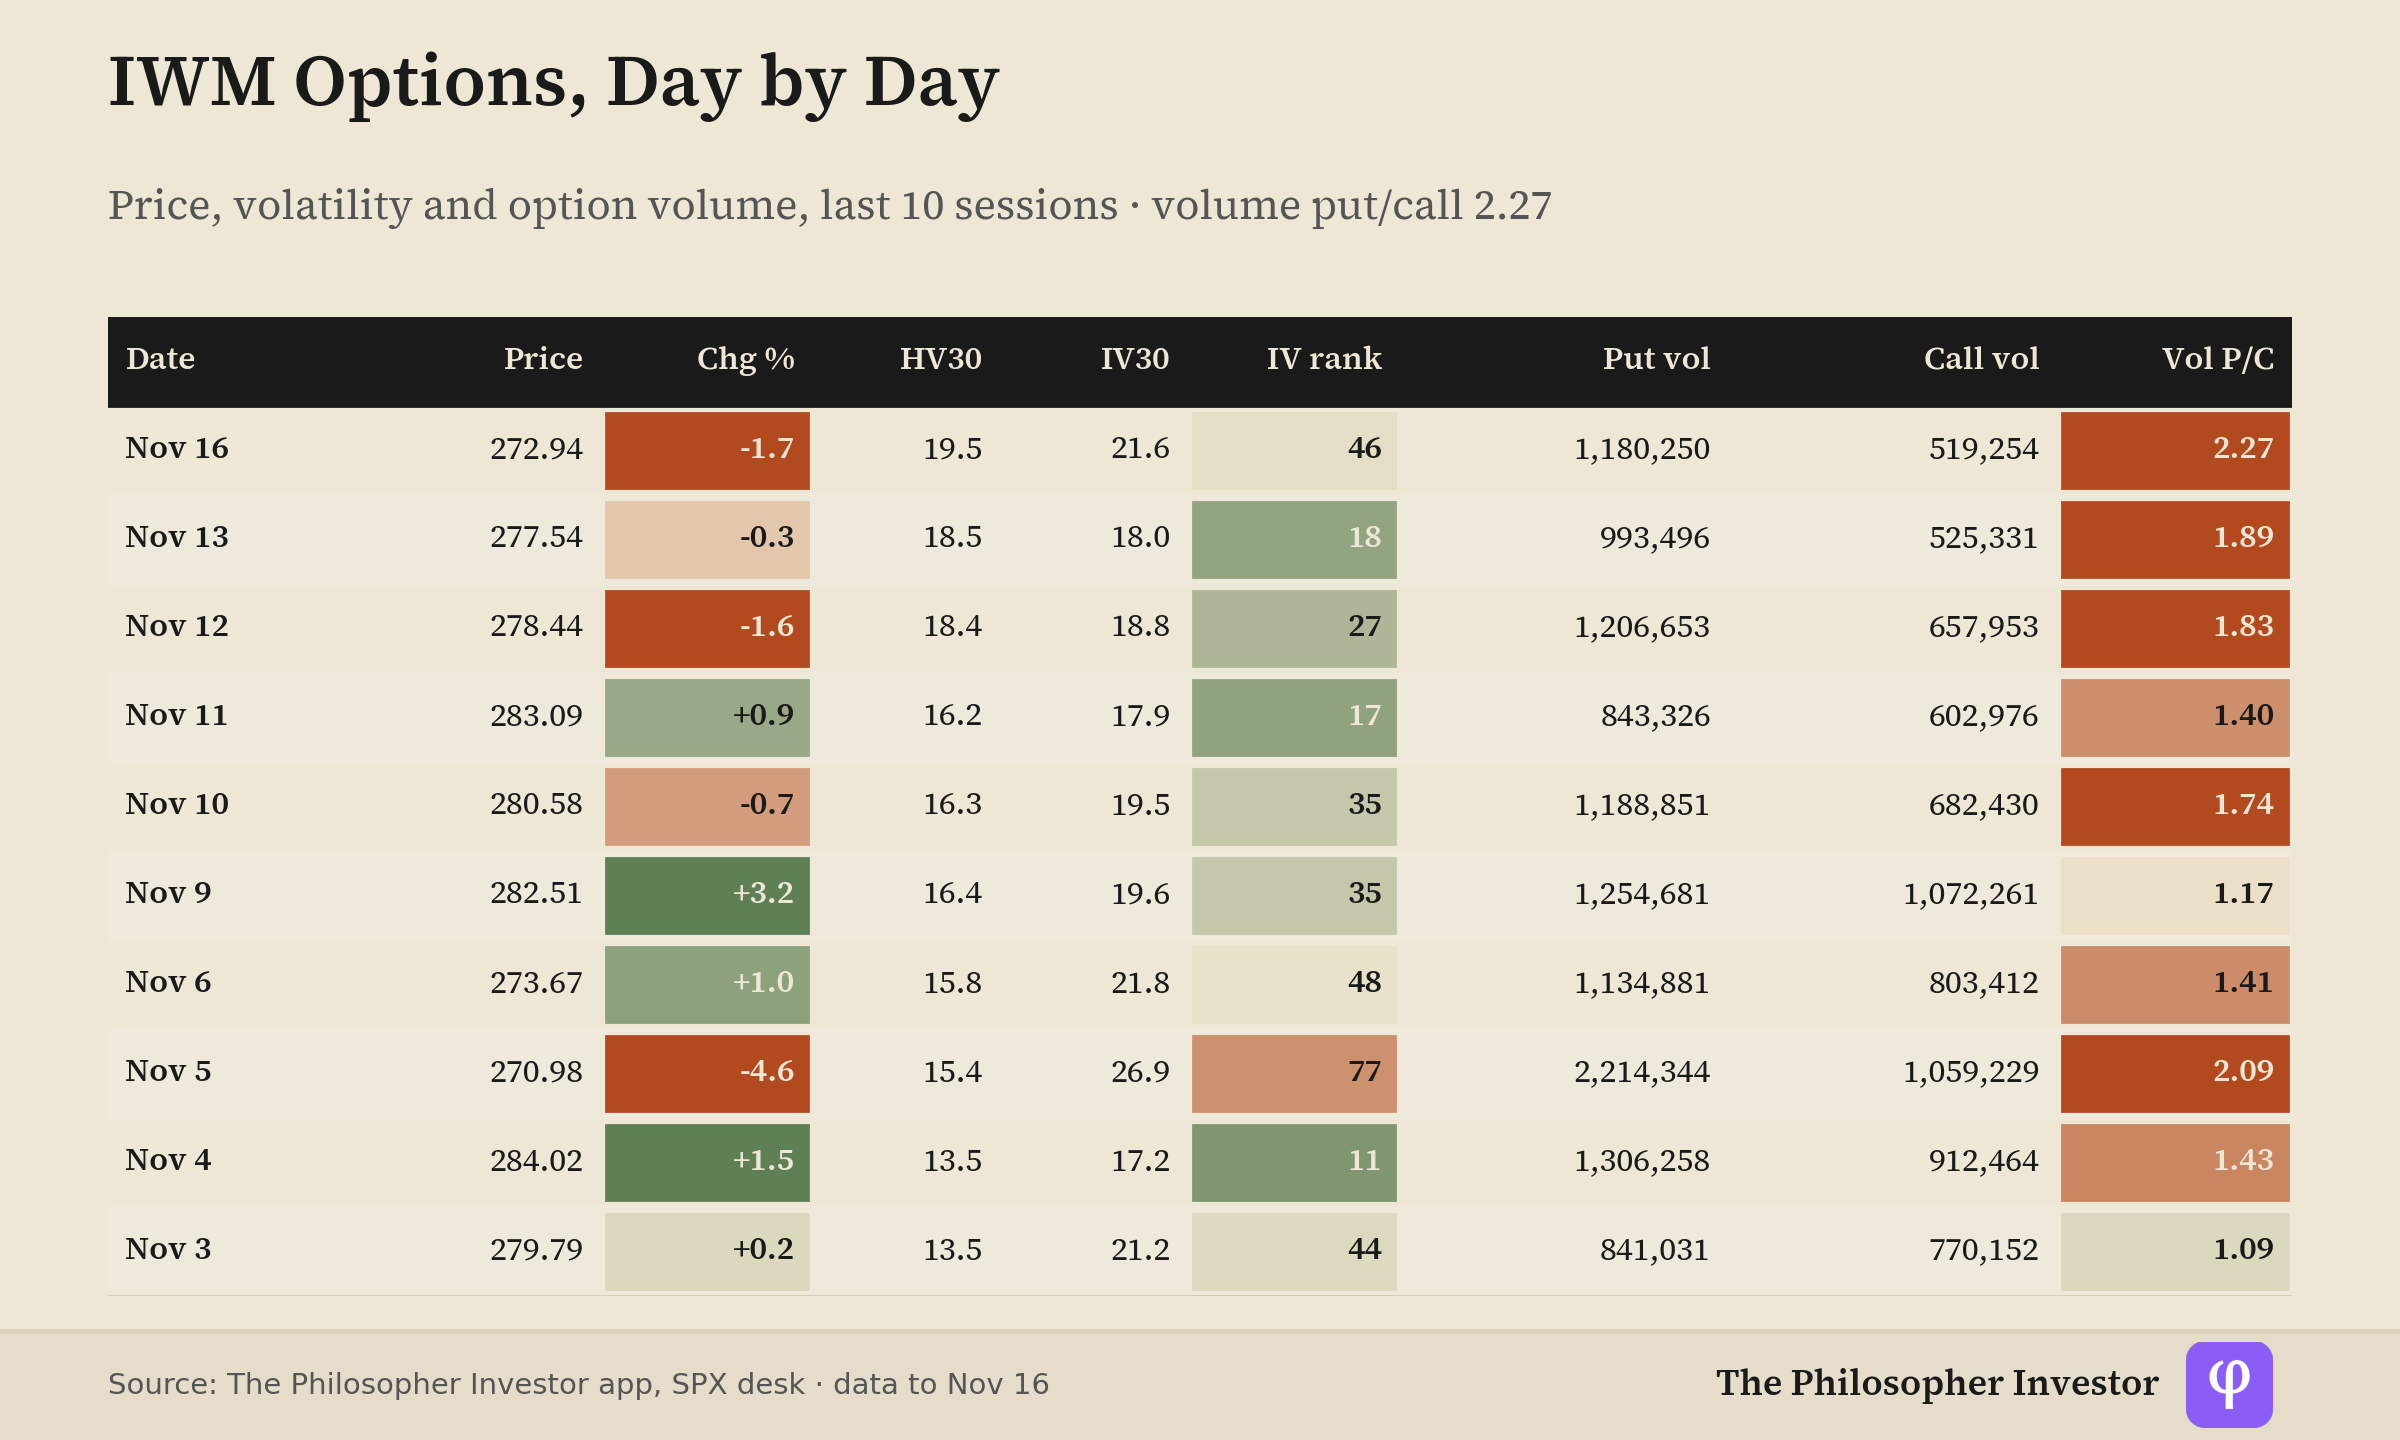 IWM Options, Day by Day
Price, volatility and option volume, last 10 sessions · volume put/call 2.27
Date Price Chg % HV30 IV30 IV rank Put vol Call vol Vol P/C
Nov 16 272.94 -1.7 19.5 21.6 46 1,180,250 519,254 2.27
Nov 13 277.54 -0.3 18.5 18.0 18 993,496 525,331 1.89
Nov 12 278.44 -1.6 18.4 18.8 27 1,206,653 657,953 1.83
Nov 11 283.09 +0.9 16.2 17.9 17 843,326 602,976 1.40
Nov 10 280.58 -0.7 16.3 19.5 35 1,188,851 682,430 1.74
Nov 9 282.51 +3.2 16.4 19.6 35 1,254,681 1,072,261 1.17
Nov 6 273.67 +1.0 15.8 21.8 48 1,134,881 803,412 1.41
Nov 5 270.98 -4.6 15.4 26.9 77 2,214,344 1,059,229 2.09
Nov 4 284.02 +1.5 13.5 17.2 11 1,306,258 912,464 1.43
Nov 3 279.79 +0.2 13.5 21.2 44 841,031 770,152 1.09
Source: The Philosopher Investor app, SPX desk · data to Nov 16
The Philosopher Investor φ